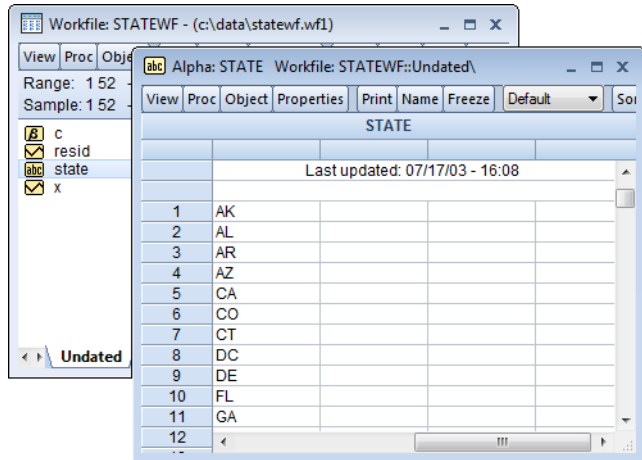 Workfile: STATEWF - (c:\data\statewf.wf1)
View Proc Obje
Range: 1 52 -
Sample: 1 52 -
β c
resid
abc state
x
Undated
abc Alpha: STATE Workfile: STATEWF::Undated\
View Proc Object Properties Print Name Freeze Default
STATE
Last updated: 07/17/03 - 16:08
1 AK
2 AL
3 AR
4 AZ
5 CA
6 CO
7 CT
8 DC
9 DE
10 FL
11 GA
12